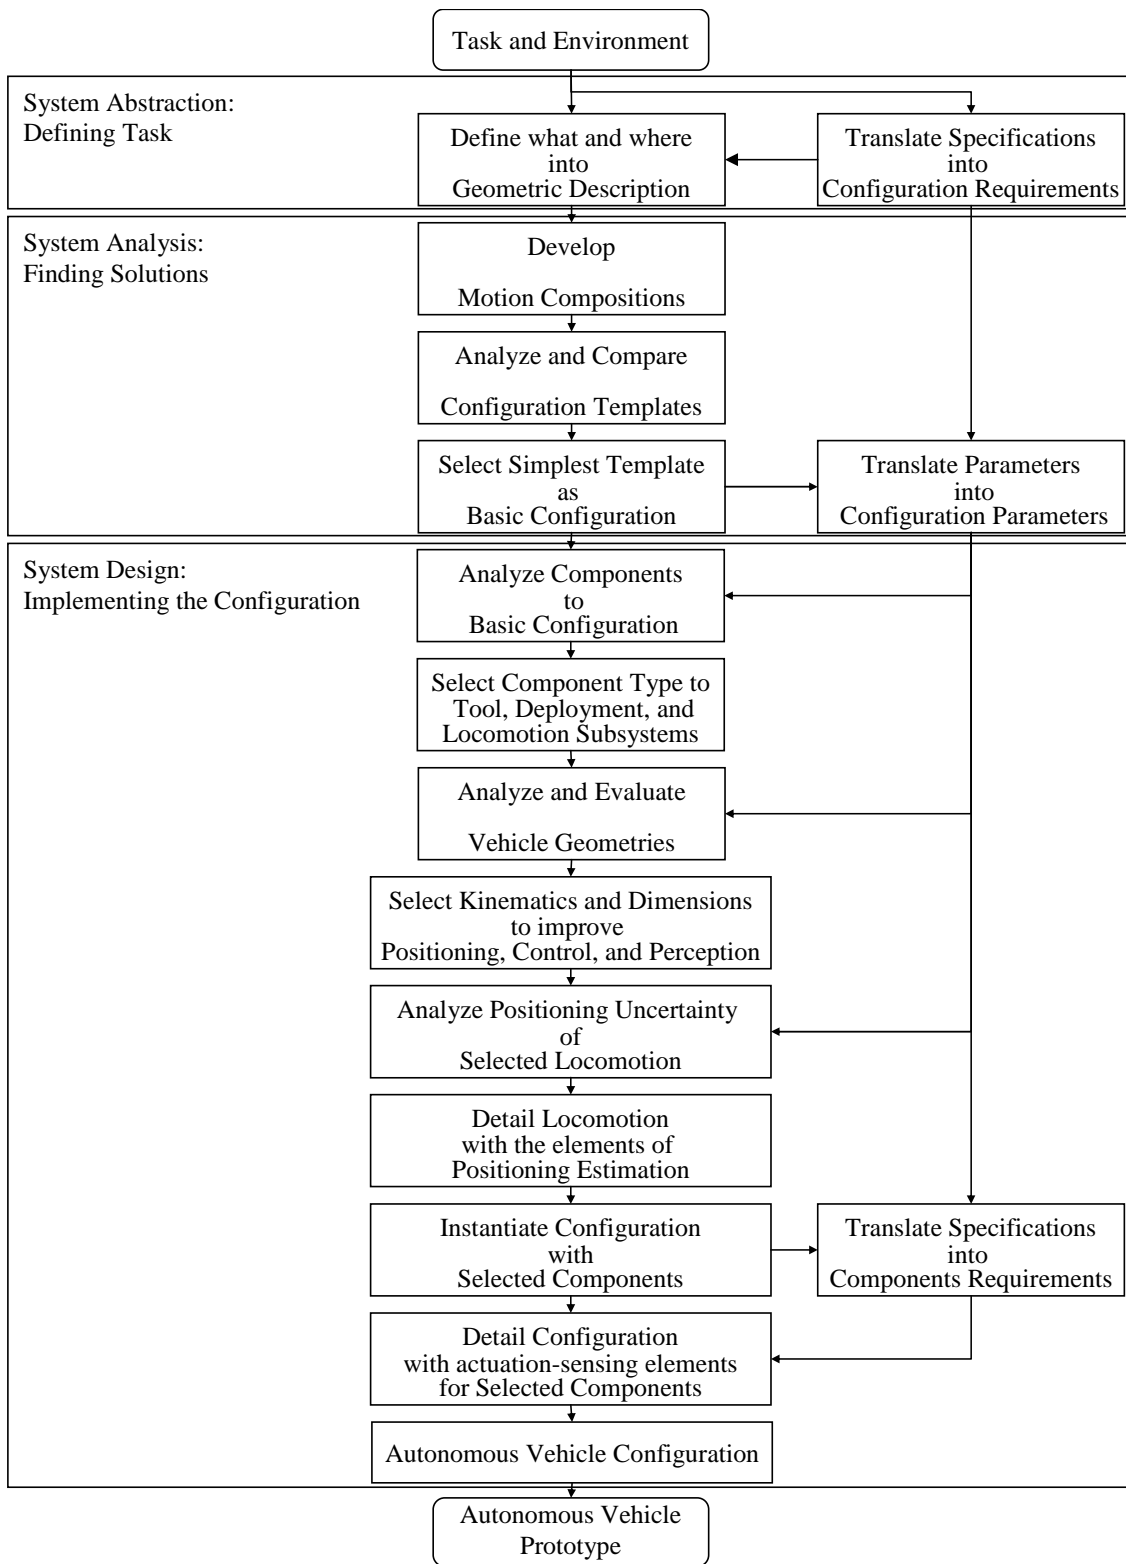 Task and Environment
System Abstraction:
Defining Task
Define what and where
into
Geometric Description
Translate Specifications
into
Configuration Requirements
System Analysis:
Finding Solutions
Develop
Motion Compositions
Analyze and Compare
Configuration Templates
Select Simplest Template
as
Basic Configuration
Translate Parameters
into
Configuration Parameters
System Design:
Implementing the Configuration
Analyze Components
to
Basic Configuration
Select Component Type to
Tool, Deployment, and
Locomotion Subsystems
Analyze and Evaluate
Vehicle Geometries
Select Kinematics and Dimensions
to improve
Positioning, Control, and Perception
Analyze Positioning Uncertainty
of
Selected Locomotion
Detail Locomotion
with the elements of
Positioning Estimation
Instantiate Configuration
with
Selected Components
Translate Specifications
into
Components Requirements
Detail Configuration
with actuation-sensing elements
for Selected Components
Autonomous Vehicle Configuration
Autonomous Vehicle
Prototype